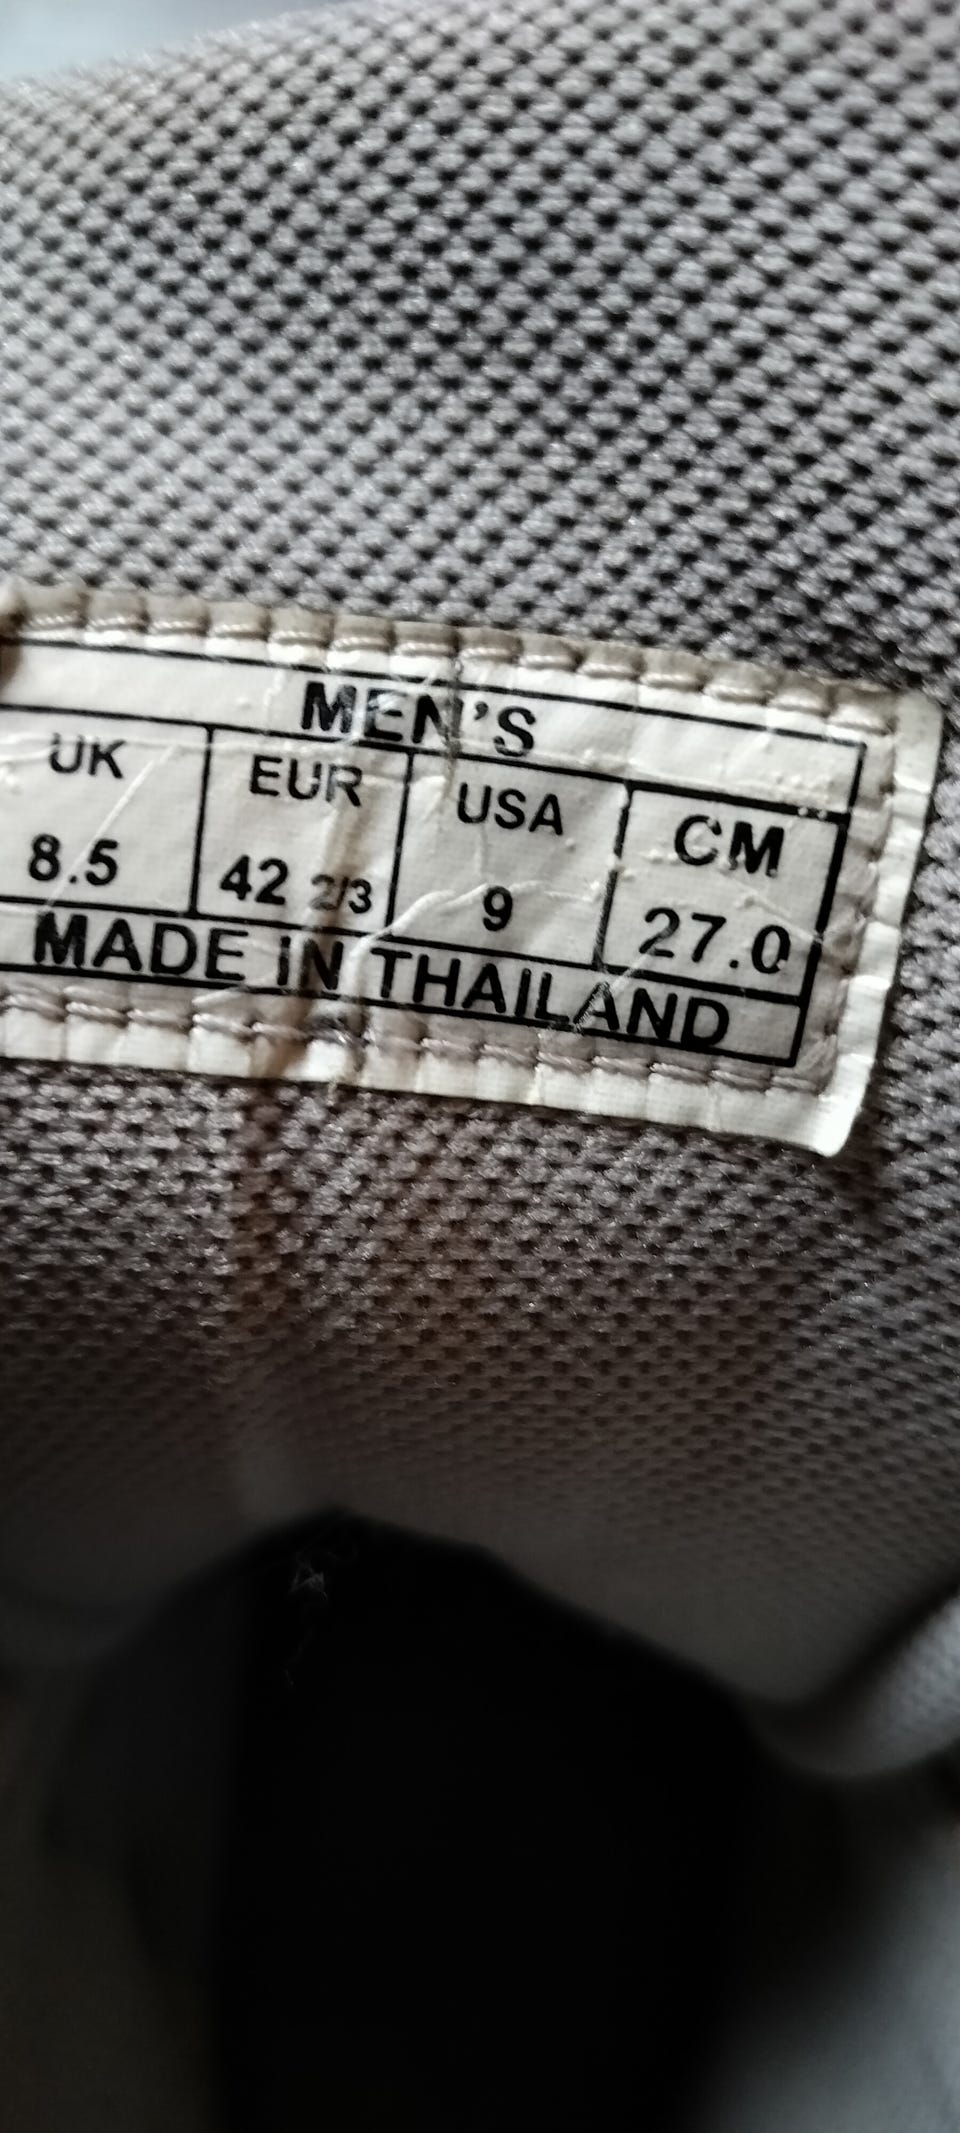 MEN'S
UK EUR USA CM
8.5 42 2/3 9 27.0
MADE IN THAILAND